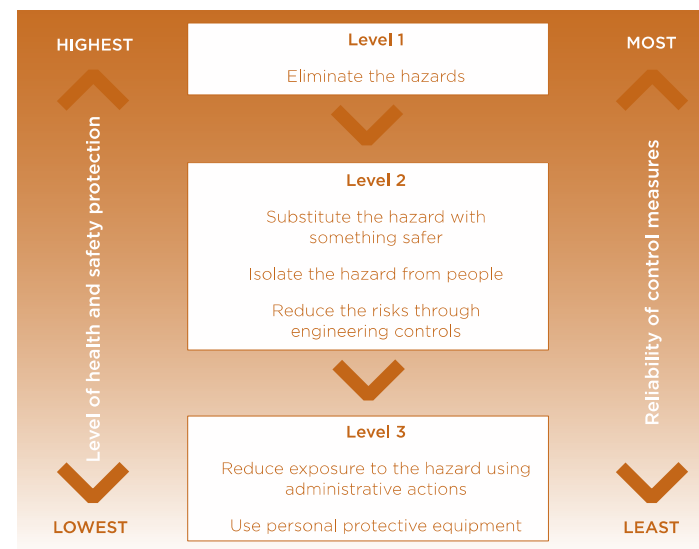 HIGHEST
Level of health and safety protection
LOWEST
Level 1
Eliminate the hazards
Level 2
Substitute the hazard with
something safer
Isolate the hazard from people
Reduce the risks through
engineering controls
Level 3
Reduce exposure to the hazard using
administrative actions
Use personal protective equipment
MOST
Reliability of control measures
LEAST